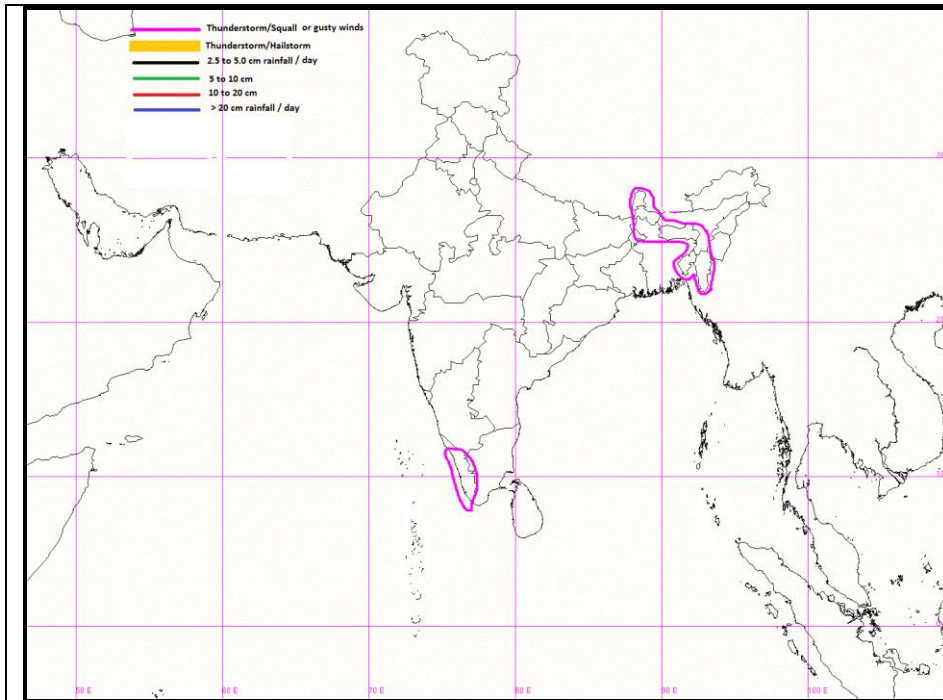 Thunderstorm/Squall or gusty winds
Thunderstorm/Hailstorm
2.5 to 5.0 cm rainfall / day
5 to 10 cm
10 to 20 cm
> 20 cm rainfall / day
50 E
60 E
70 E
80 E
90 E
100 E